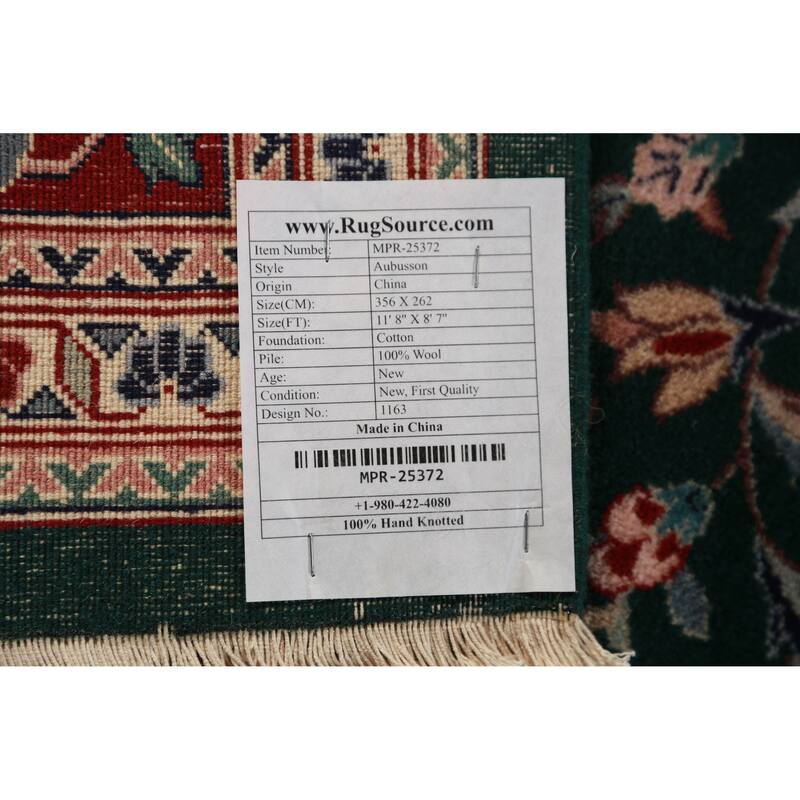 www.RugSource.com
Item Number: MPR-25372
Style Aubusson
Origin China
Size(CM): 356 X 262
Size(FT): 11' 8" X 8' 7"
Foundation: Cotton
Pile: 100% Wool
Age: New
Condition: New, First Quality
Design No.: 1163
Made in China
MPR-25372
+1-980-422-4080
100% Hand Knotted